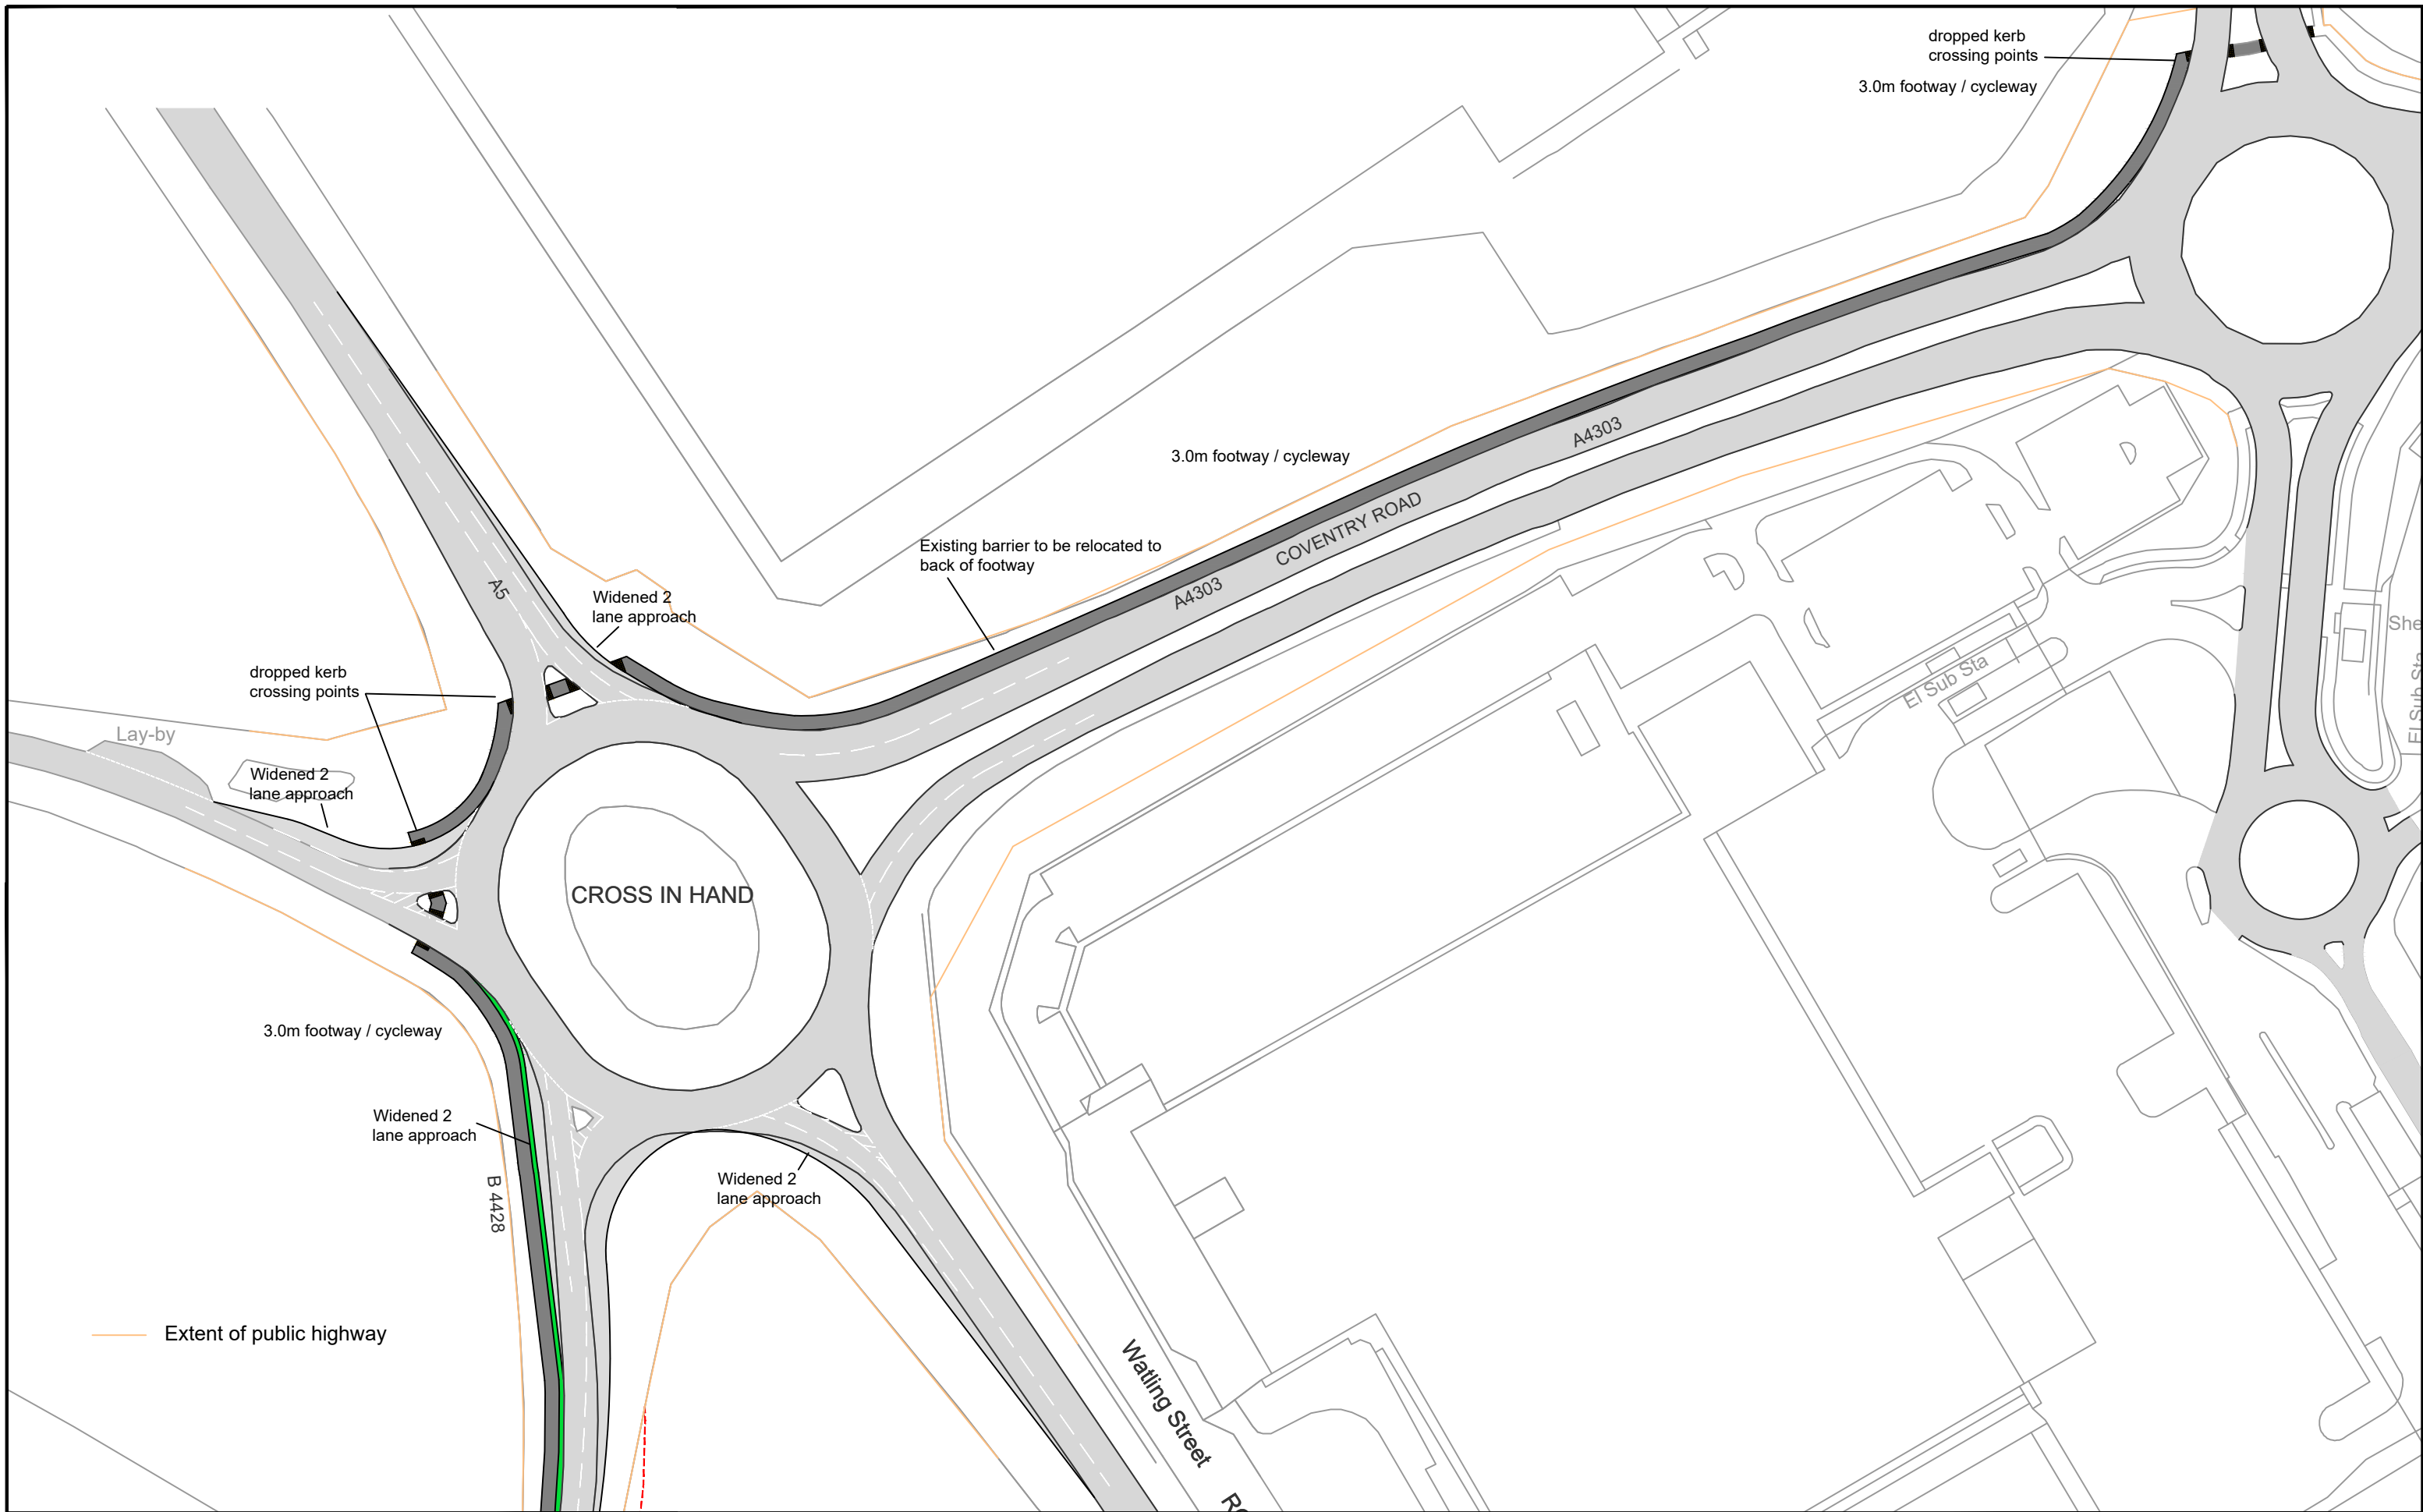 dropped kerb
crossing points
3.0m footway / cycleway
A4303
3.0m footway / cycleway
COVENTRY ROAD
Existing barrier to be relocated to
back of footway
A4303
A5
Widened 2
lane approach
El Sub Sta
El Sub Sta
dropped kerb
crossing points
Lay-by
Widened 2
lane approach
CROSS IN HAND
3.0m footway / cycleway
Widened 2
lane approach
B 4428
Widened 2
lane approach
Extent of public highway
Watling Street